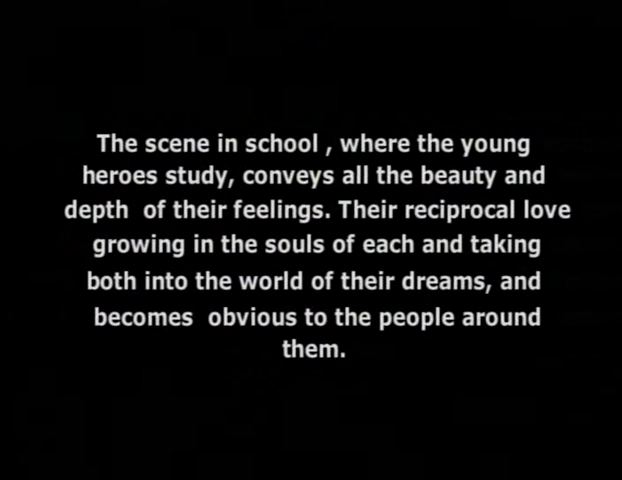 The scene in school , where the young
heroes study, conveys all the beauty and
depth  of their feelings. Their reciprocal love
growing in the souls of each and taking
both into the world of their dreams, and
becomes  obvious to the people around
them.